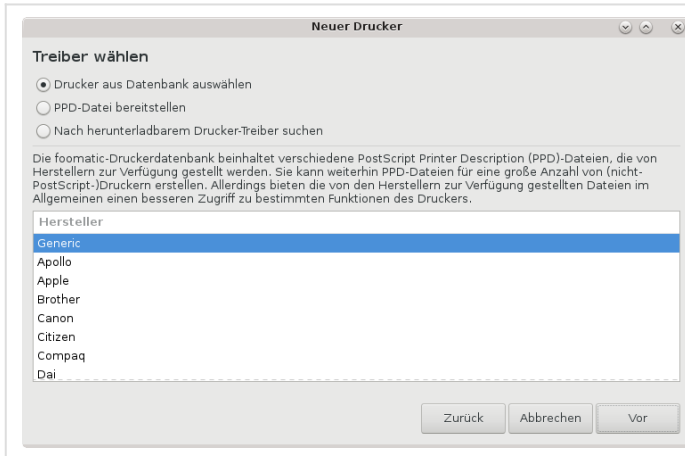 Neuer Drucker
Treiber wählen
Drucker aus Datenbank auswählen
PPD-Datei bereitstellen
Nach herunterladbarem Drucker-Treiber suchen
Die foomatic-Druckerdatenbank beinhaltet verschiedene PostScript Printer Description (PPD)-Dateien, die von
Herstellern zur Verfügung gestellt werden. Sie kann weiterhin PPD-Dateien für eine große Anzahl von (nicht-
PostScript-)Druckern erstellen. Allerdings bieten die von den Herstellern zur Verfügung gestellten Dateien im
Allgemeinen einen besseren Zugriff zu bestimmten Funktionen des Druckers.
Hersteller
Generic
Apollo
Apple
Brother
Canon
Citizen
Compaq
Dai
Zurück Abbrechen Vor